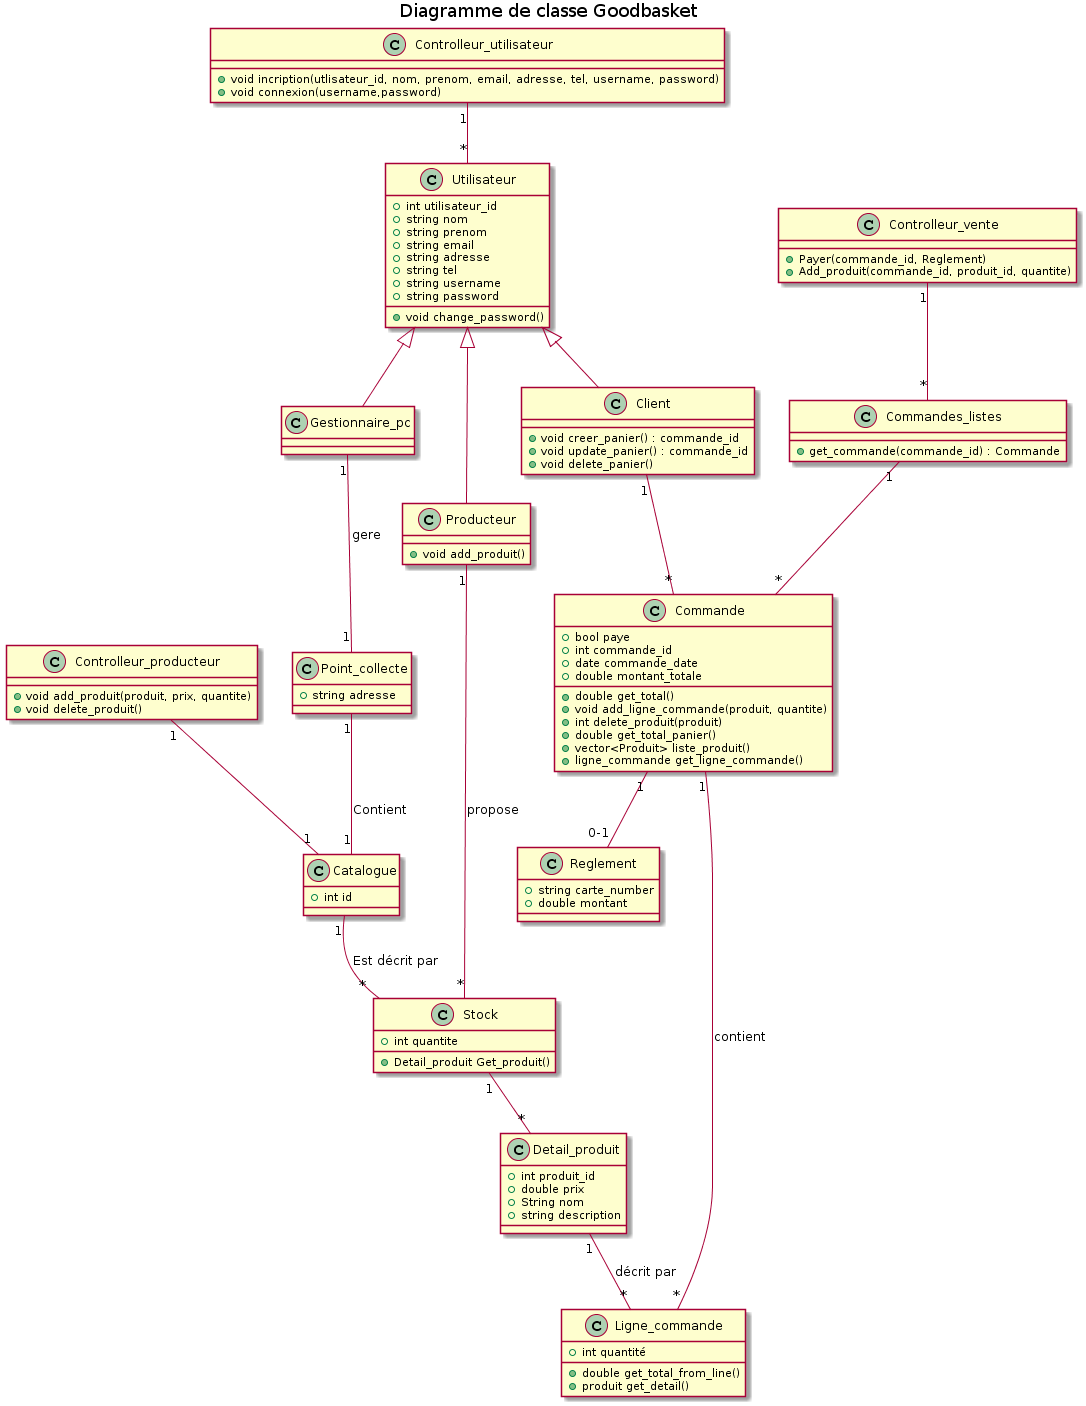 Diagramme de classe Goodbasket
C Controlleur_utilisateur
void incription(utlisateur_id, nom, prenom, email, adresse, tel, username, password)
void connexion(username,password)
1
*
C Utilisateur
int utilisateur_id
string nom
string prenom
string email
string adresse
string tel
string username
string password
void change_password()
C Controlleur_vente
Payer(commande_id, Reglement)
Add_produit(commande_id, produit_id, quantite)
1
*
C Gestionnaire_pc
1
gere
1
C Client
void creer_panier() : commande_id
void update_panier() : commande_id
void delete_panier()
1
*
C Commandes_listes
get_commande(commande_id) : Commande
1
*
C Producteur
void add_produit()
1
propose
*
C Controlleur_producteur
void add_produit(produit, prix, quantite)
void delete_produit()
1
1
C Point_collecte
string adresse
1
Contient
1
C Commande
bool paye
int commande_id
date commande_date
double montant_totale
double get_total()
void add_ligne_commande(produit, quantite)
int delete_produit(produit)
double get_total_panier()
vector<Produit> liste_produit()
ligne_commande get_ligne_commande()
1
0-1
1
contient
*
C Catalogue
int id
1
Est décrit par
*
C Reglement
string carte_number
double montant
C Stock
int quantite
Detail_produit Get_produit()
1
*
C Detail_produit
int produit_id
double prix
String nom
string description
1
décrit par
*
C Ligne_commande
int quantité
double get_total_from_line()
produit get_detail()